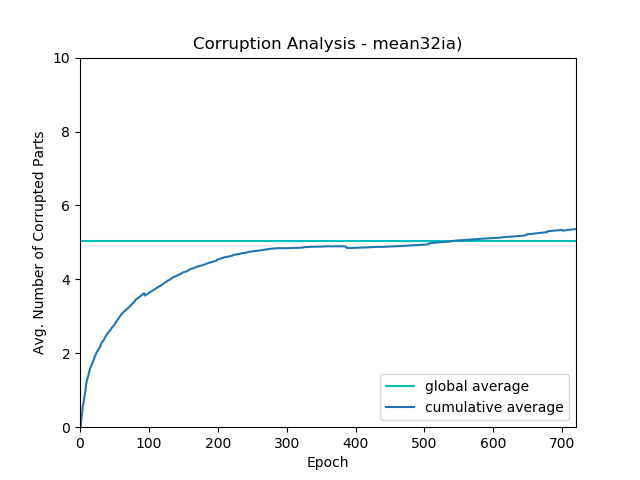 Corruption Analysis - mean32ia)
Avg. Number of Corrupted Parts
10
8
6
4
2
0
0 100 200 300 400 500 600 700
Epoch
global average
cumulative average